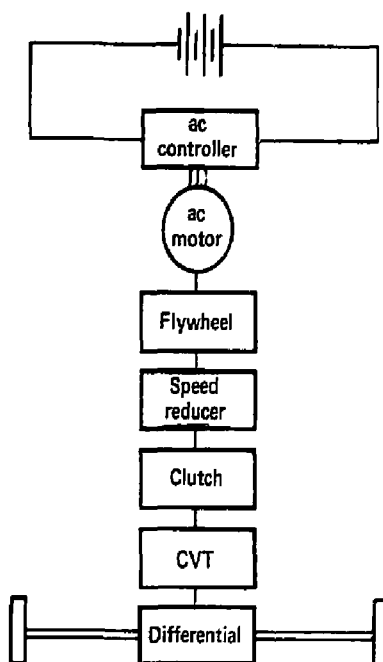 ac
controller
ac
motor
Flywheel
Speed
reducer
Clutch
CVT
Differential